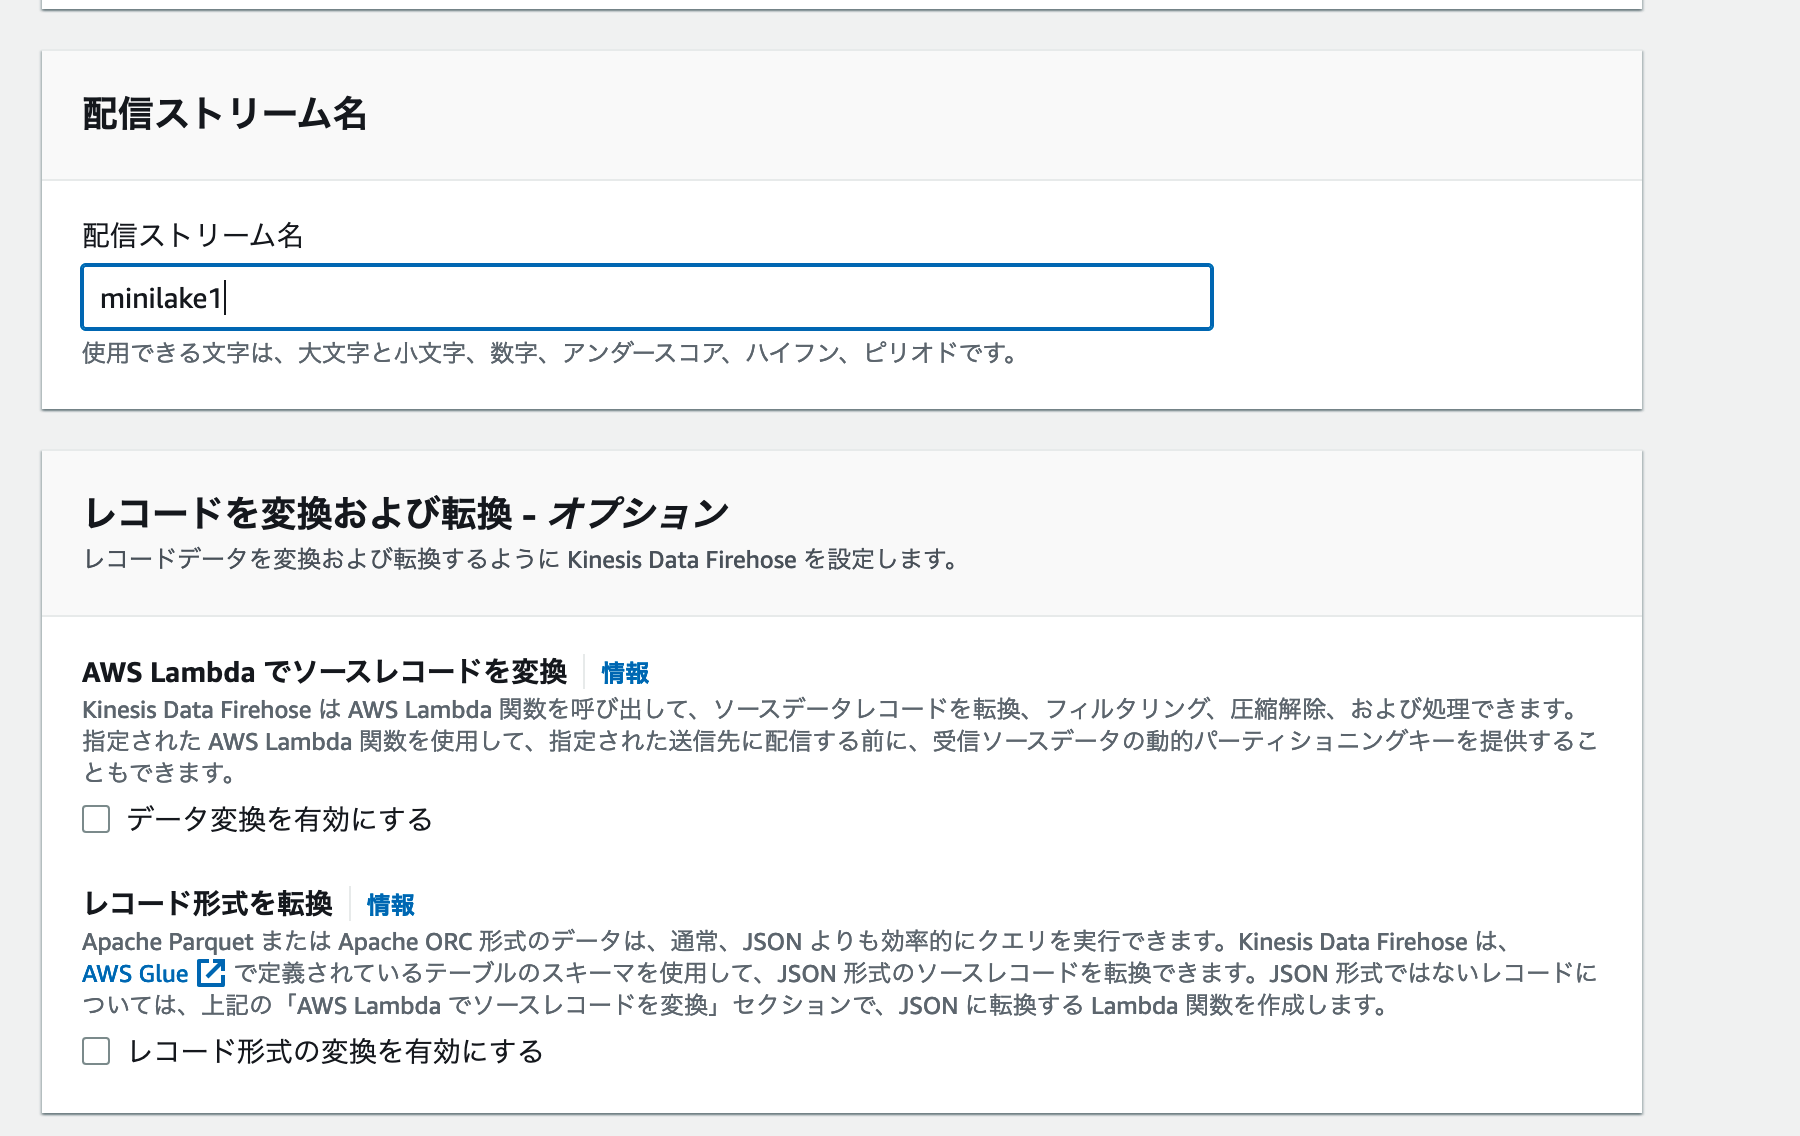 配信ストリーム名
配信ストリーム名
minilake1
使用できる文字は、大文字と小文字、数字、アンダースコア、ハイフン、ピリオドです。
レコードを変換および転換 - オプション
レコードデータを変換および転換するように Kinesis Data Firehose を設定します。
AWS Lambda でソースレコードを変換 情報
Kinesis Data Firehose は AWS Lambda 関数を呼び出して、ソースデータレコードを転換、フィルタリング、圧縮解除、および処理できます。
指定された AWS Lambda 関数を使用して、指定された送信先に配信する前に、受信ソースデータの動的パーティショニングキーを提供するこ
ともできます。
データ変換を有効にする
レコード形式を転換 情報
Apache Parquet または Apache ORC 形式のデータは、通常、JSON よりも効率的にクエリを実行できます。Kinesis Data Firehose は、
AWS Glue で定義されているテーブルのスキーマを使用して、JSON 形式のソースレコードを転換できます。JSON 形式ではないレコードに
ついては、上記の「AWS Lambda でソースレコードを変換」セクションで、JSON に転換する Lambda 関数を作成します。
レコード形式の変換を有効にする